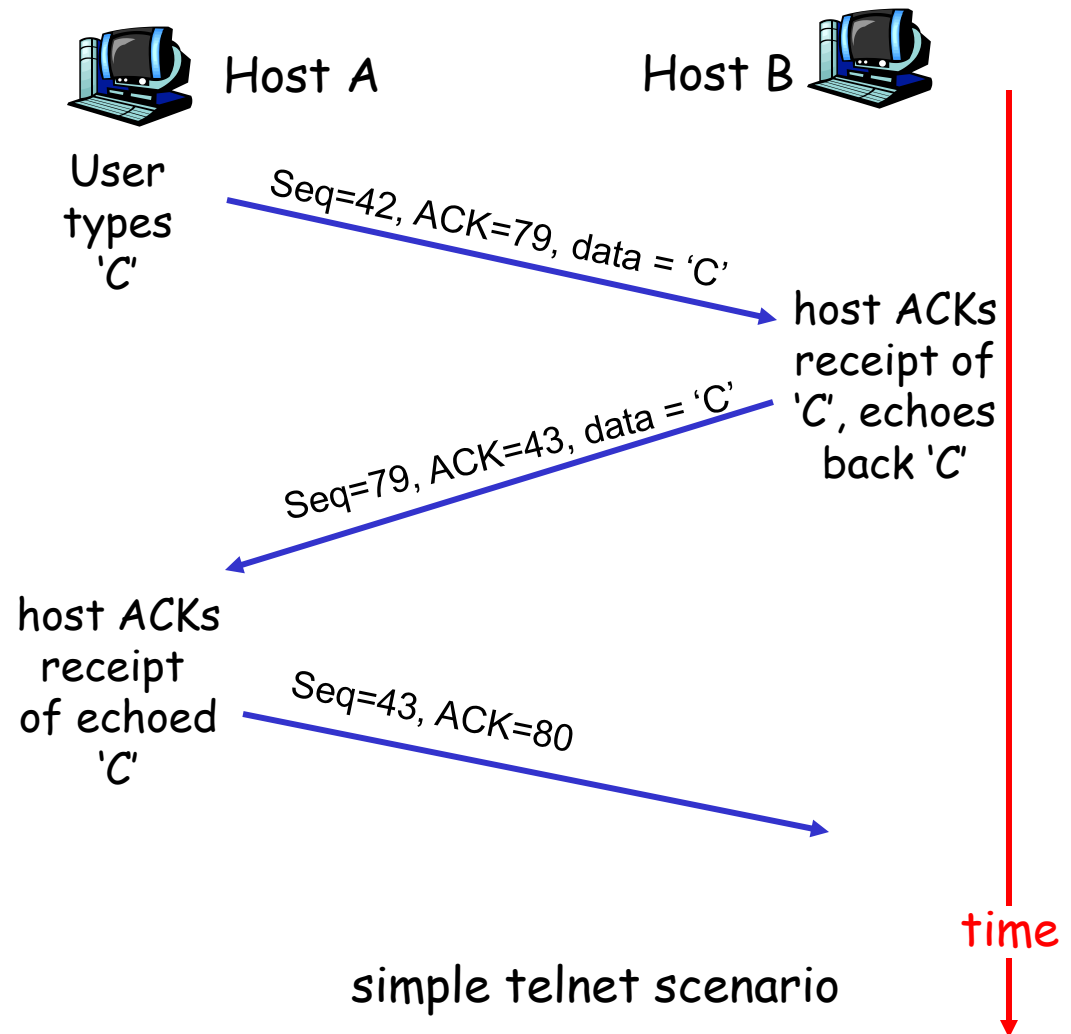 Host A
Host B
User
types
‘C’
Seq=42, ACK=79, data = ‘C’
host ACKs
receipt of
‘C’, echoes
back ‘C’
Seq=79, ACK=43, data = ‘C’
host ACKs
receipt
of echoed
‘C’
Seq=43, ACK=80
time
simple telnet scenario